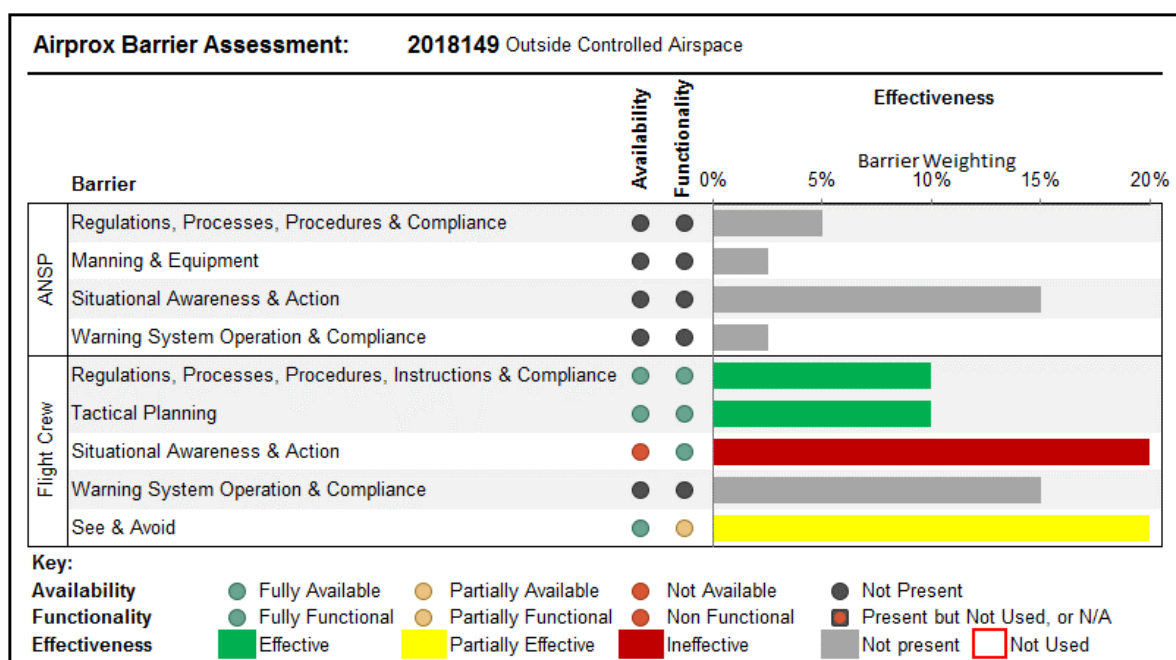 Airprox Barrier Assessment: 2018149 Outside Controlled Airspace
Availability
Functionality
Effectiveness
Barrier Weighting
Barrier
0% 5% 10% 15% 20%
ANSP
Regulations, Processes, Procedures & Compliance
Manning & Equipment
Situational Awareness & Action
Warning System Operation & Compliance
Flight Crew
Regulations, Processes, Procedures, Instructions & Compliance
Tactical Planning
Situational Awareness & Action
Warning System Operation & Compliance
See & Avoid
Key:
Availability Fully Available Partially Available Not Available Not Present
Functionality Fully Functional Partially Functional Non Functional Present but Not Used, or N/A
Effectiveness Effective Partially Effective Ineffective Not present Not Used